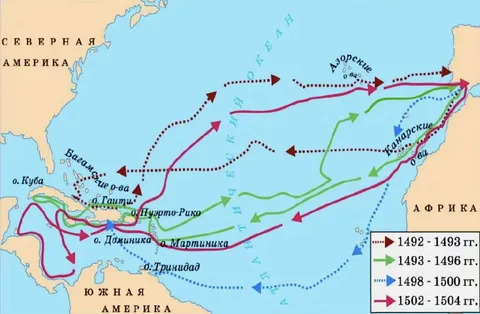 СЕВЕРНАЯ
АМЕРИКА
АТЛАНТИЧЕСКИЙ ОКЕАН
Азорские
о-ва
Канарские
о-ва
Багамские о-ва
о. Куба
о. Гаити
о. Пуэрто-Рико
о. Доминика
о. Мартиника
о. Тринидад
АФРИКА
ЮЖНАЯ
АМЕРИКА
1492 - 1493 гг.
1493 - 1496 гг.
1498 - 1500 гг.
1502 - 1504 гг.